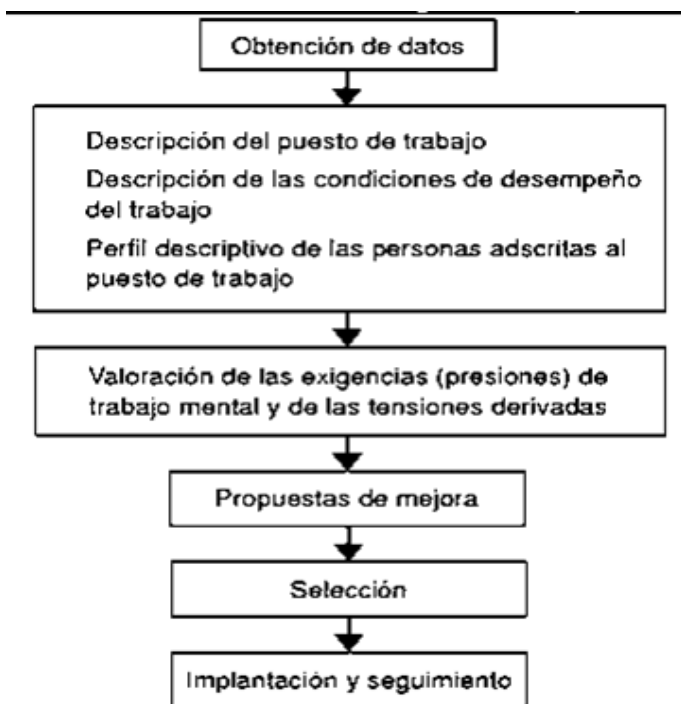 Obtención de datos
Descripción del puesto de trabajo
Descripción de las condiciones de desempeño
del trabajo
Perfil descriptivo de las personas adscritas al
puesto de trabajo
Valoración de las exigencias (presiones) de
trabajo mental y de las tensiones derivadas
Propuestas de mejora
Selección
Implantación y seguimiento